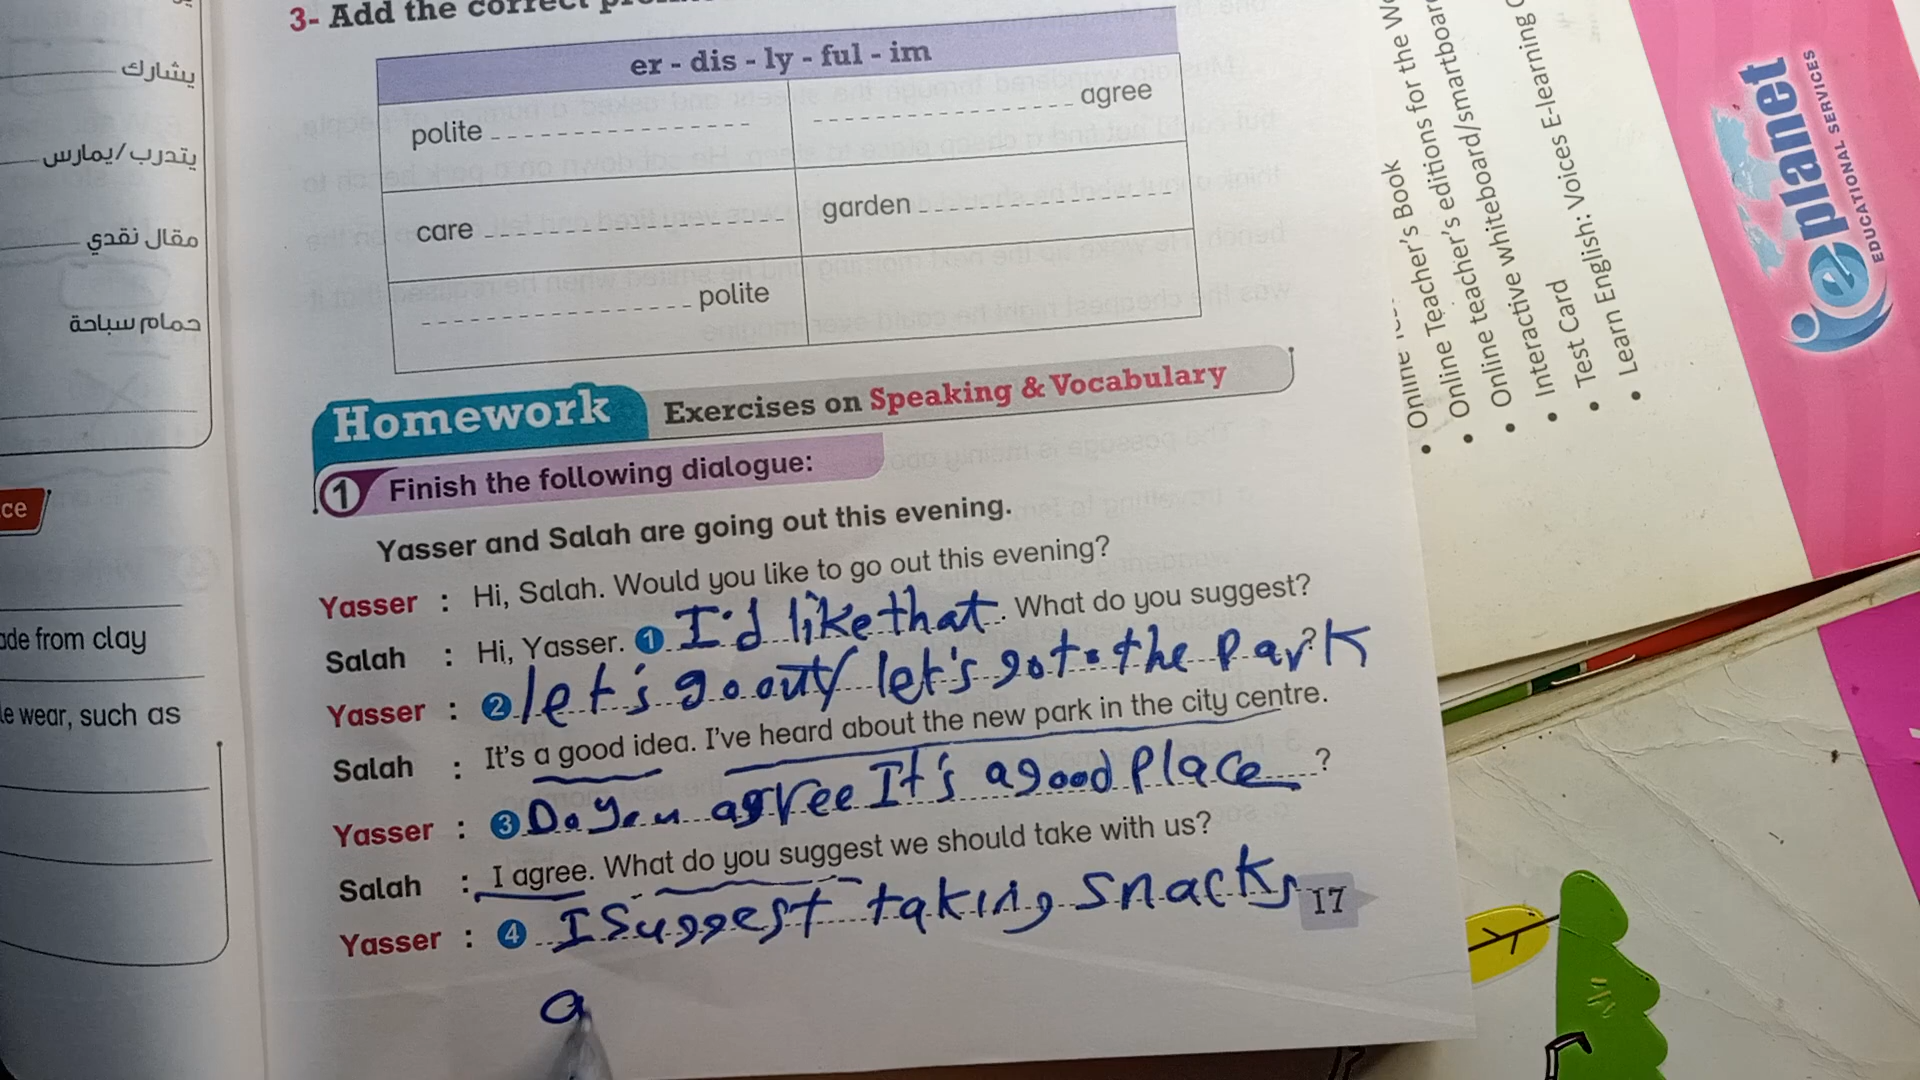 يشارك
يتدرب/يمارس
مقال نقدي
حمام سباحة
ce
de from clay
le wear, such as
3- Add the correct
er - dis - ly - ful - im
polite
agree
care
garden
polite
Homework Exercises on Speaking & Vocabulary
1 Finish the following dialogue:
Yasser and Salah are going out this evening.
Yasser : Hi, Salah. Would you like to go out this evening?
Salah : Hi, Yasser. 1 I'd like that. What do you suggest?
Yasser : 2 let's go out/ let's go to the park ?
Salah : It's a good idea. I've heard about the new park in the city centre.
Yasser : 3 Do you agree It's a good place ?
Salah : I agree. What do you suggest we should take with us?
Yasser : 4 I suggest taking snacks
a
17
• Online
• Online Teacher's Book
• Online Teacher's editions for the
• Online teacher's whiteboard/smartboard
• Interactive
• Test Card
• Learn English: Voices E-learning
eplanet
EDUCATIONAL SERVICES